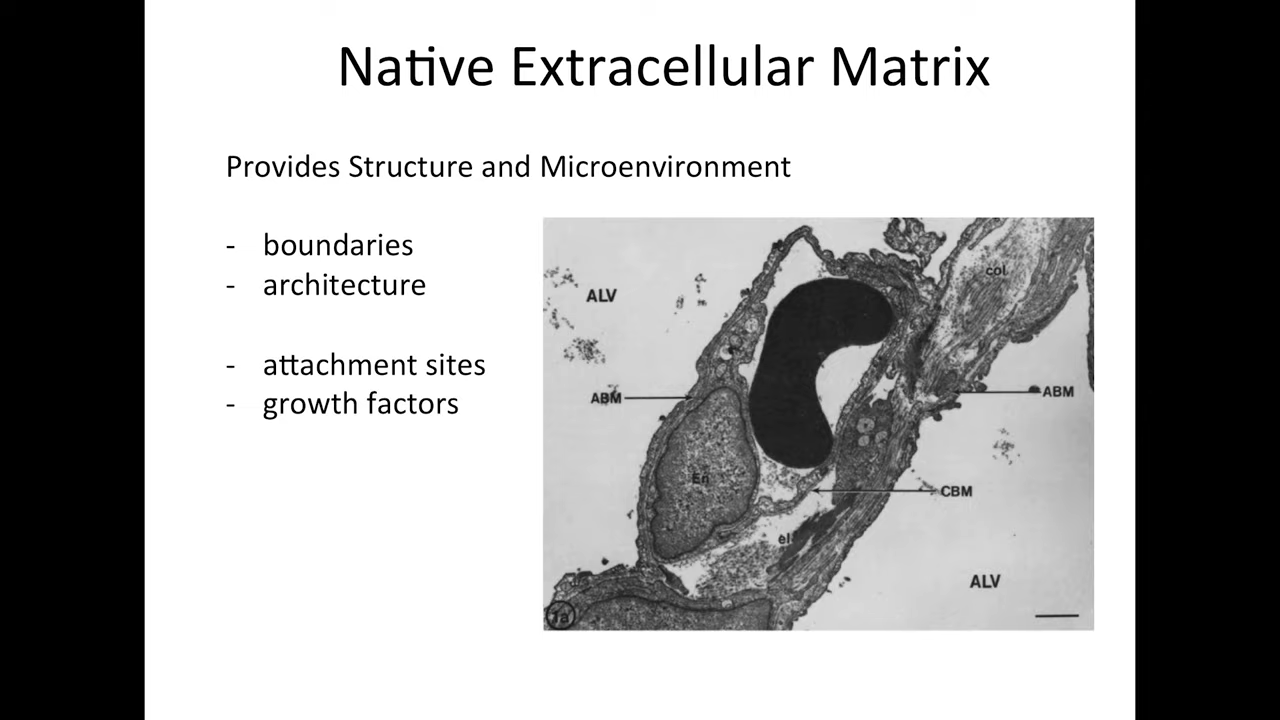 Native Extracellular Matrix
Provides Structure and Microenvironment
- boundaries
- architecture
- attachment sites
- growth factors
col
ALV
ABM
ABM
En
CBM
el
ALV
1a